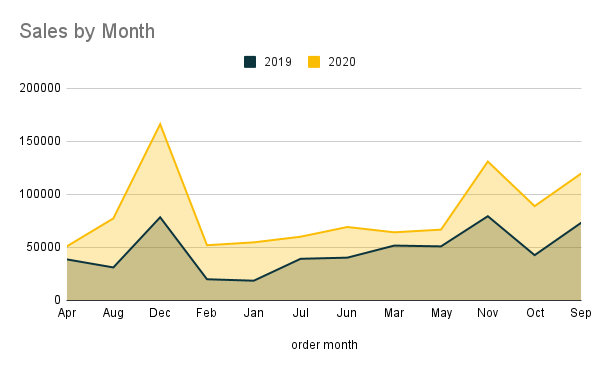 Sales by Month
2019 2020
200000
150000
100000
50000
0
Apr Aug Dec Feb Jan Jul Jun Mar May Nov Oct Sep
order month